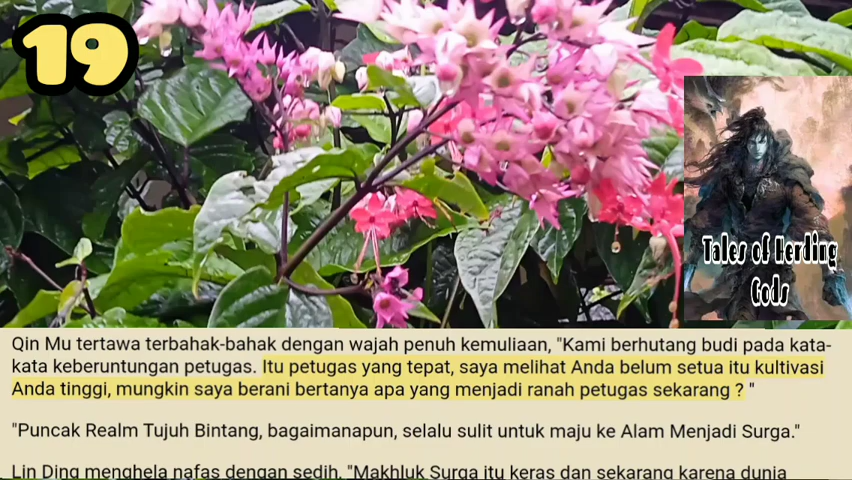 19
Tales of Herding
Gods
Qin Mu tertawa terbahak-bahak dengan wajah penuh kemuliaan, "Kami berhutang budi pada kata-
kata keberuntungan petugas. Itu petugas yang tepat, saya melihat Anda belum setua itu kultivasi
Anda tinggi, mungkin saya berani bertanya apa yang menjadi ranah petugas sekarang ? "
"Puncak Realm Tujuh Bintang, bagaimanapun, selalu sulit untuk maju ke Alam Menjadi Surga."
Lin Ding menghela nafas dengan sedih, "Makhluk Surga itu keras dan sekarang karena dunia